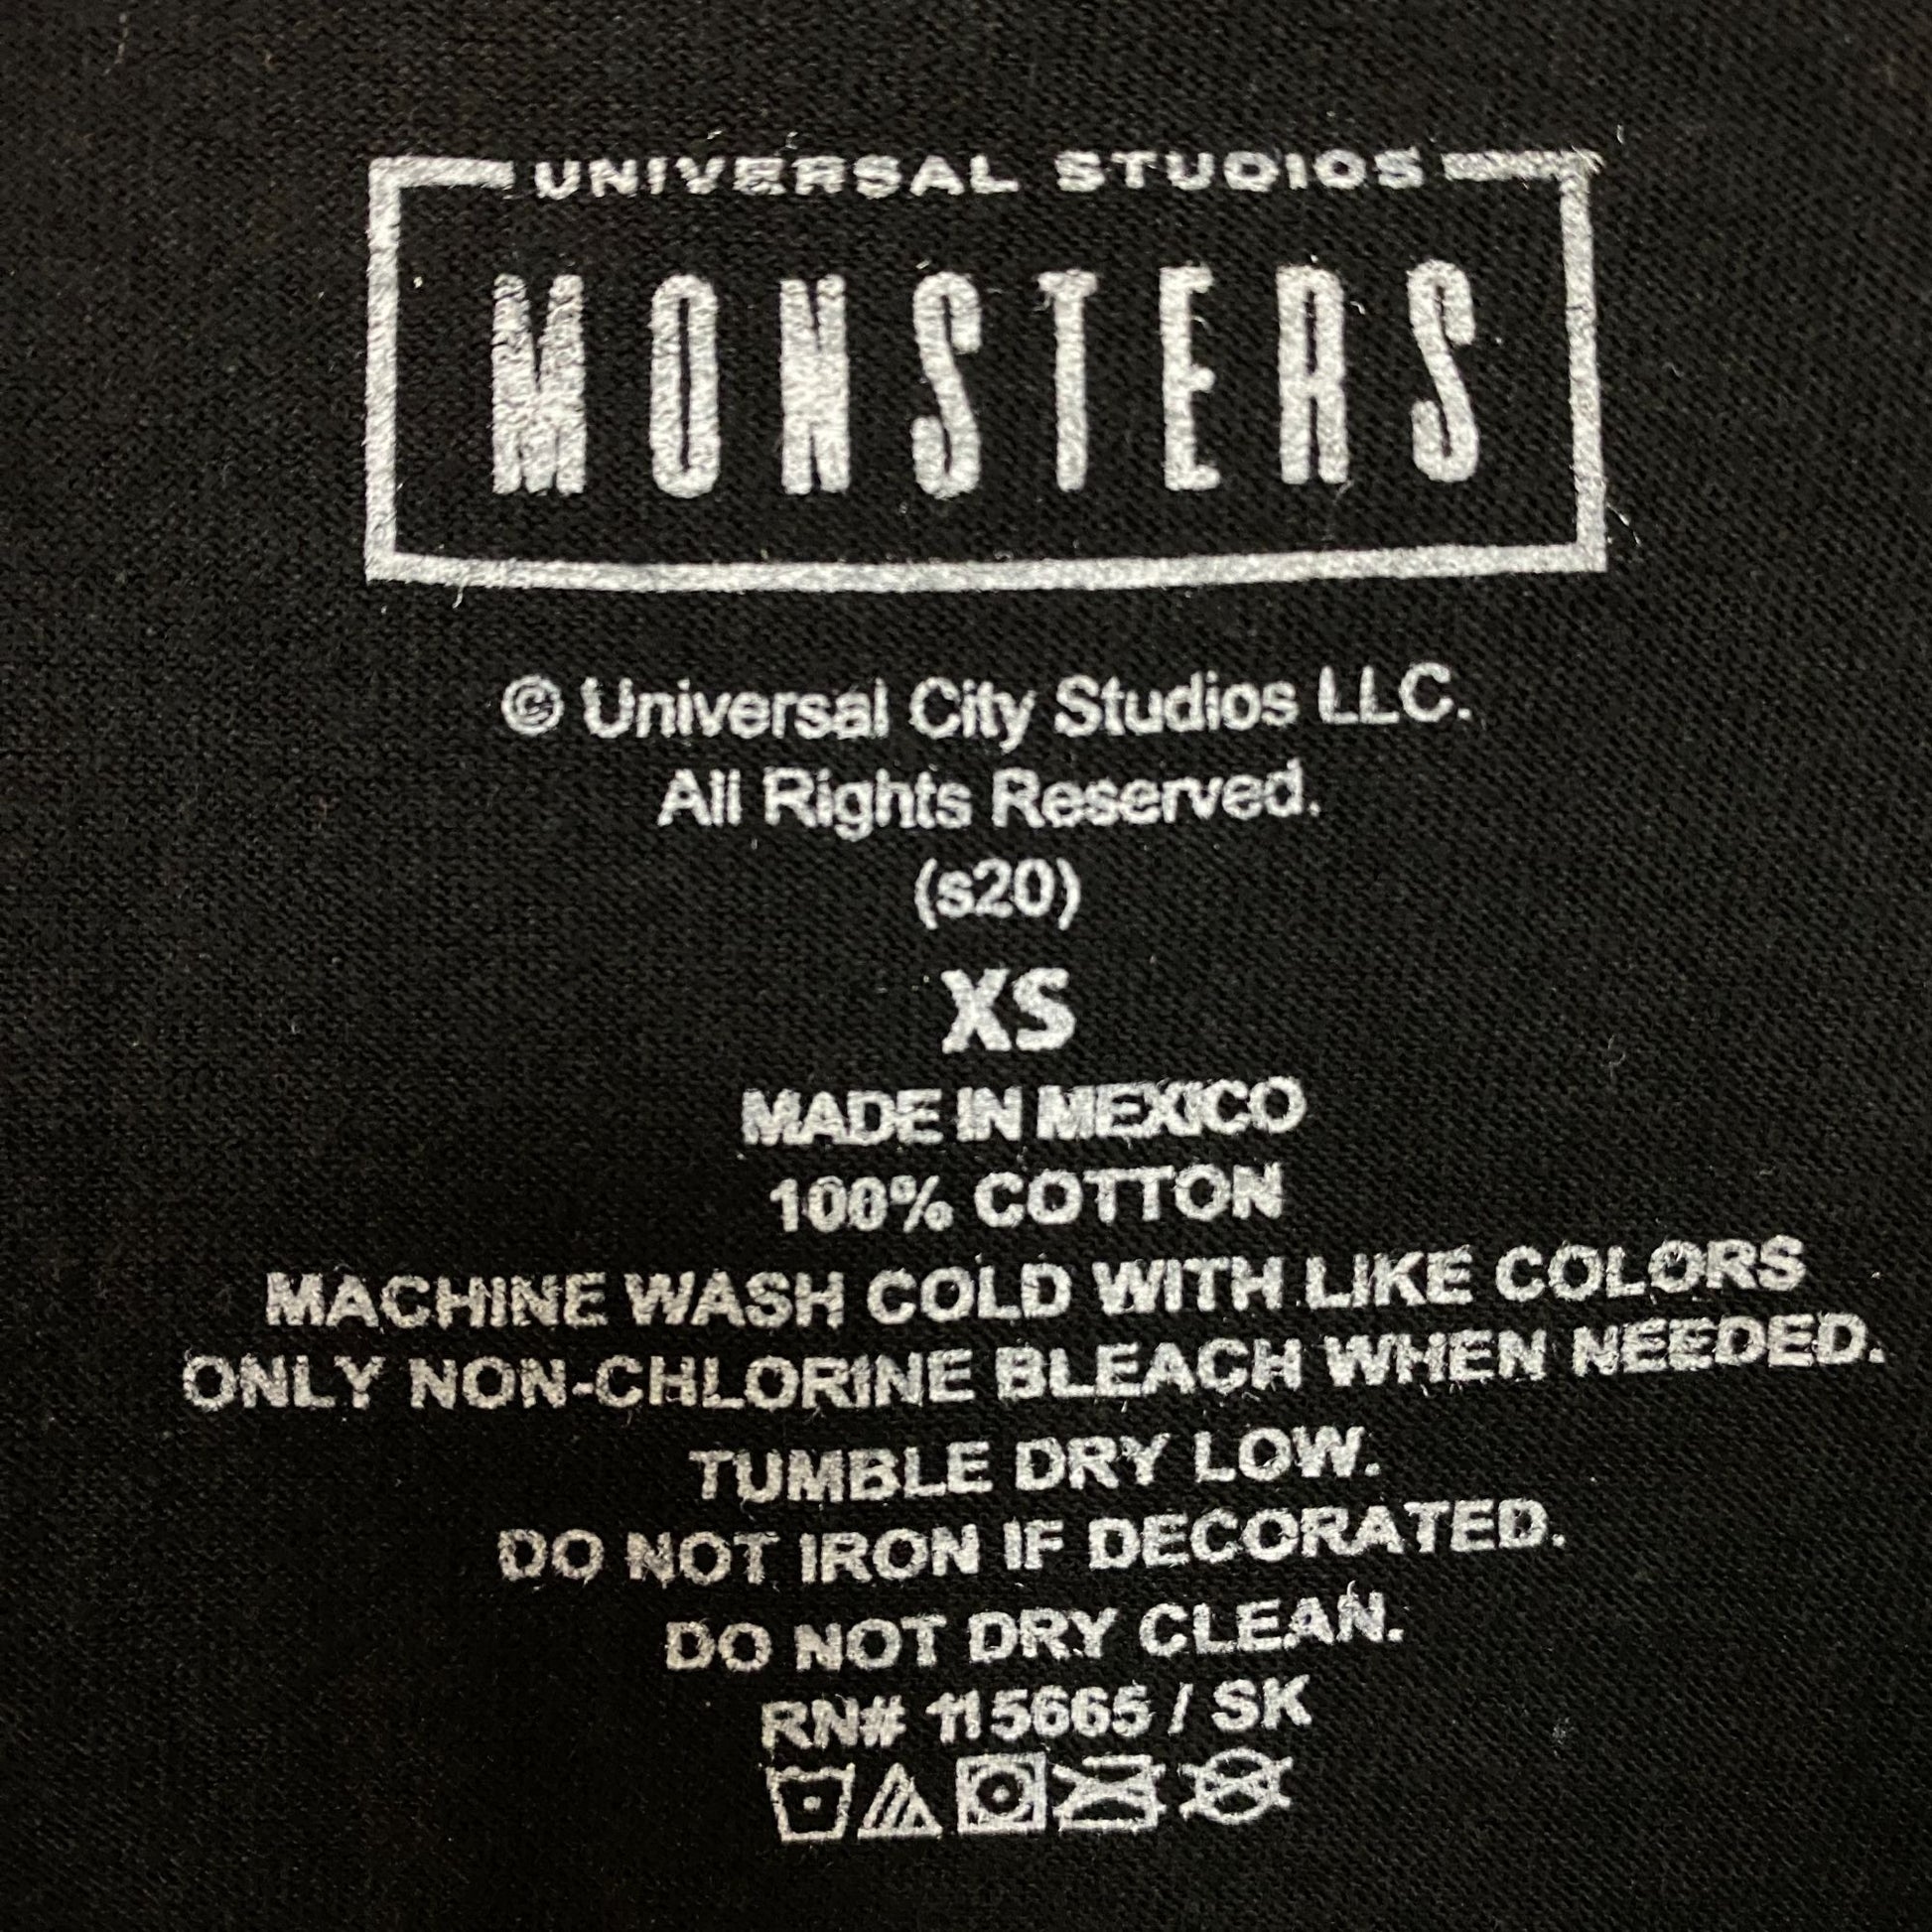 UNIVERSAL STUDIOS
MONSTERS
© Universal City Studios LLC.
All Rights Reserved.
(s20)
XS
MADE IN MEXICO
100% COTTON
MACHINE WASH COLD WITH LIKE COLORS
ONLY NON-CHLORINE BLEACH WHEN NEEDED.
TUMBLE DRY LOW.
DO NOT IRON IF DECORATED.
DO NOT DRY CLEAN.
RN# 115665 / SK